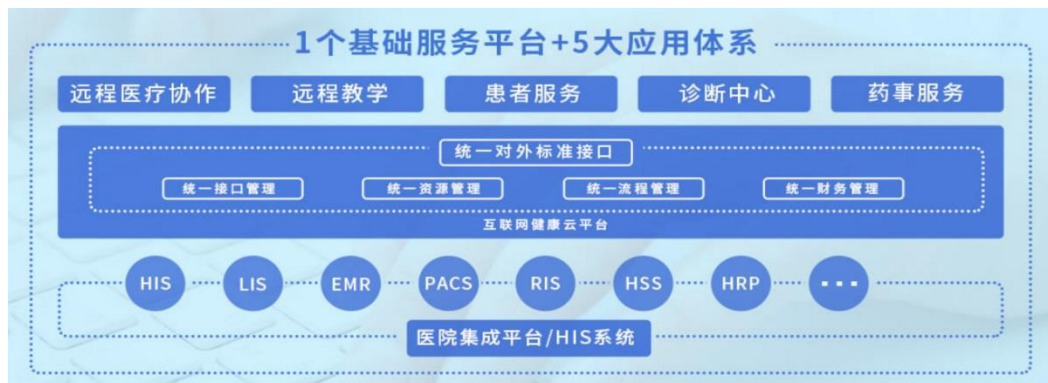 1个基础服务平台+5大应用体系
远程医疗协作 远程教学 患者服务 诊断中心 药事服务
统一对外标准接口
统一接口管理 统一资源管理 统一流程管理 统一财务管理
互联网健康云平台
HIS LIS EMR PACS RIS HSS HRP ...
医院集成平台/HIS系统